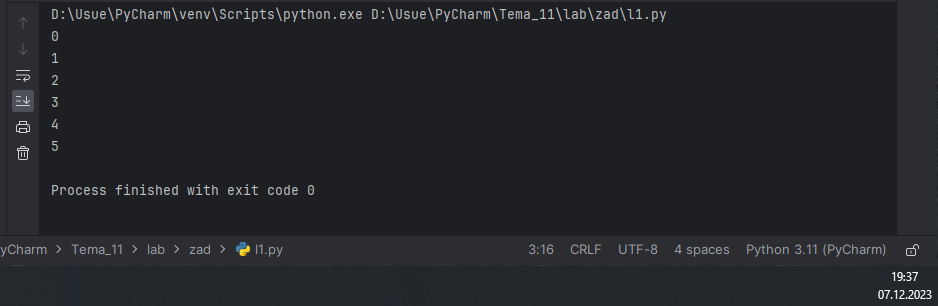 D:\Usue\PyCharm\venv\Scripts\python.exe D:\Usue\PyCharm\Tema_11\lab\zad\l1.py
0
1
2
3
4
5
Process finished with exit code 0
yCharm > Tema_11 > lab > zad > l1.py 3:16 CRLF UTF-8 4 spaces Python 3.11 (PyCharm)
19:37
07.12.2023